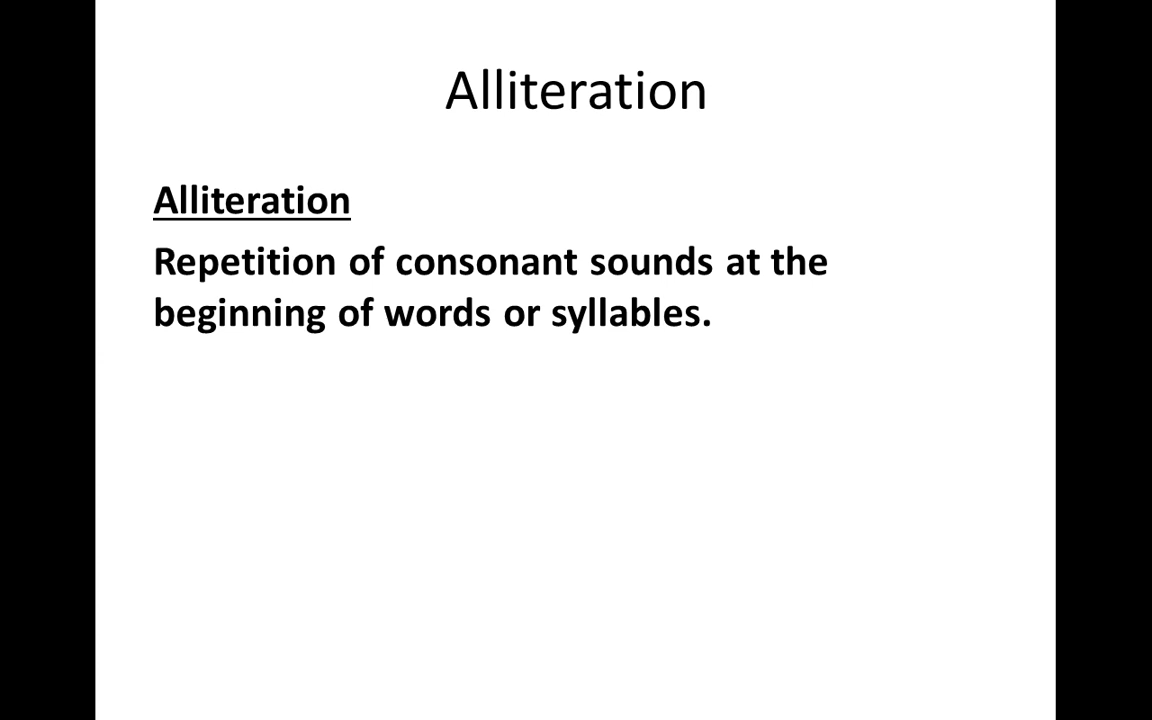 Alliteration
Alliteration
Repetition of consonant sounds at the
beginning of words or syllables.